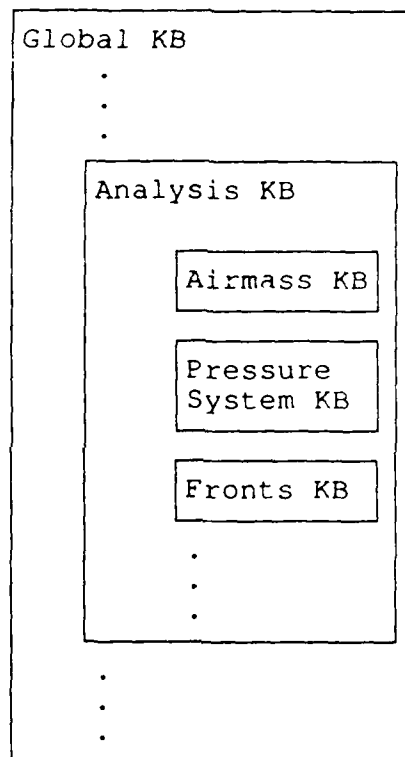 Global KB
.
.
.
Analysis KB
Airmass KB
Pressure
System KB
Fronts KB
.
.
.
.
.
.